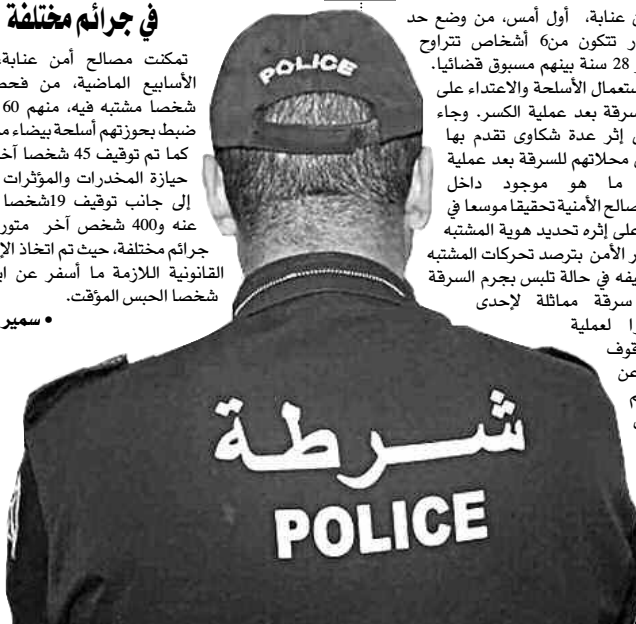 ن عنابة، أول أمس، من وضع حد
ر تتكون من6 أشخاص تتراوح
28 سنة بينهم مسبوق قضائيا.
ستعمال الأسلحة والاعتداء على
سرقة بعد عملية الكسر. وجاء
إثر عدة شكاوى تقدم بها
محلاتهم للسرقة بعد عملية
ما هو موجود داخل
صالح الأمنية تحقيقا موسعا في
على إثره تحديد هوية المشتبه
ر الأمن بترصد تحركات المشتبه
يفه في حالة تلبس بجرم السرقة
سرقة مماثلة لإحدى
وا لعملية
قوف
عن
م
في جرائم مختلفة
تمكنت مصالح أمن عنابة،
الأسابيع الماضية، من فحص
شخصا مشتبه فيه، منهم 60
ضبط بحوزتهم أسلحة بيضاء م
كما تم توقيف 45 شخصا آخ
حيازة المخدرات والمؤثرات
إلى جانب توقيف 19شخصا
عنه و400 شخص آخر متور
جرائم مختلفة، حيث تم اتخاذ الإ
القانونية اللازمة ما أسفر عن اي
شخصا الحبس المؤقت.
• سمير
POLICE
شرطة
POLICE